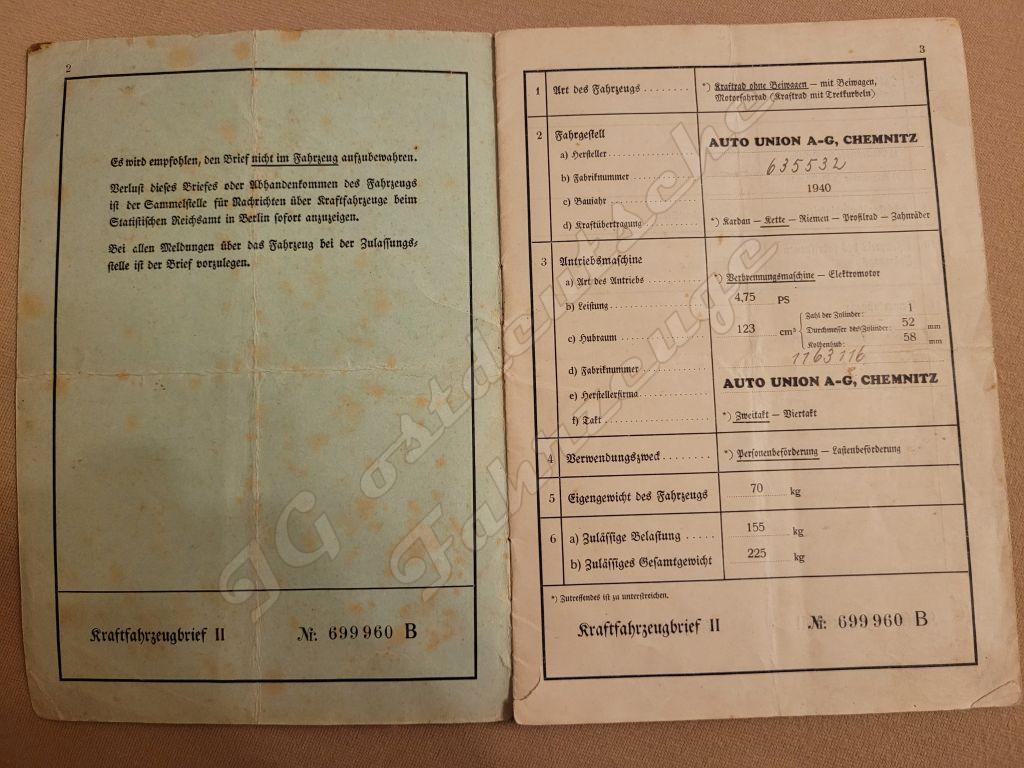 2
Es wird empfohlen, den Brief nicht im Fahrzeug aufzubewahren.
Verlust dieses Briefes oder Abhandenkommen des Fahrzeugs
ist der Sammelstelle für Nachrichten über Kraftfahrzeuge beim
Statistischen Reichsamt in Berlin sofort anzuzeigen.
Bei allen Meldungen über das Fahrzeug bei der Zulassungs-
stelle ist der Brief vorzulegen.
Kraftfahrzeugbrief II Nr. 699960 B
3
1 Art des Fahrzeugs ........ *) Kraftrad ohne Beiwagen — mit Beiwagen,
Motorfahrrad (Kraftrad mit Tretkurbeln)
2 Fahrgestell
a) Hersteller ........ AUTO UNION A-G, CHEMNITZ
b) Fabriknummer ........ 635532
c) Baujahr ........ 1940
d) Kraftübertragung ........ *) Kardan — Kette — Riemen — Profilrad — Zahnräder
3 Antriebsmaschine
a) Art des Antriebs ........ *) Verbrennungsmaschine — Elektromotor
b) Leistung ........ 4,75 PS
c) Hubraum ........ 123 cm³ { Zahl der Zylinder: 1
Durchmesser des Zylinder: 52 mm
Kolbenhub: 58 mm
d) Fabriknummer ........ 1163116
e) Herstellerfirma ........ AUTO UNION A-G, CHEMNITZ
f) Takt ........ *) Zweitakt — Viertakt
4 Verwendungszweck ........ *) Personenbeförderung — Lastenbeförderung
5 Eigengewicht des Fahrzeugs 70 kg
6 a) Zulässige Belastung ..... 155 kg
b) Zulässiges Gesamtgewicht 225 kg
*) Zutreffendes ist zu unterstreichen.
Kraftfahrzeugbrief II Nr. 699960 B
IG ostdeutsche
Fahrzeuge